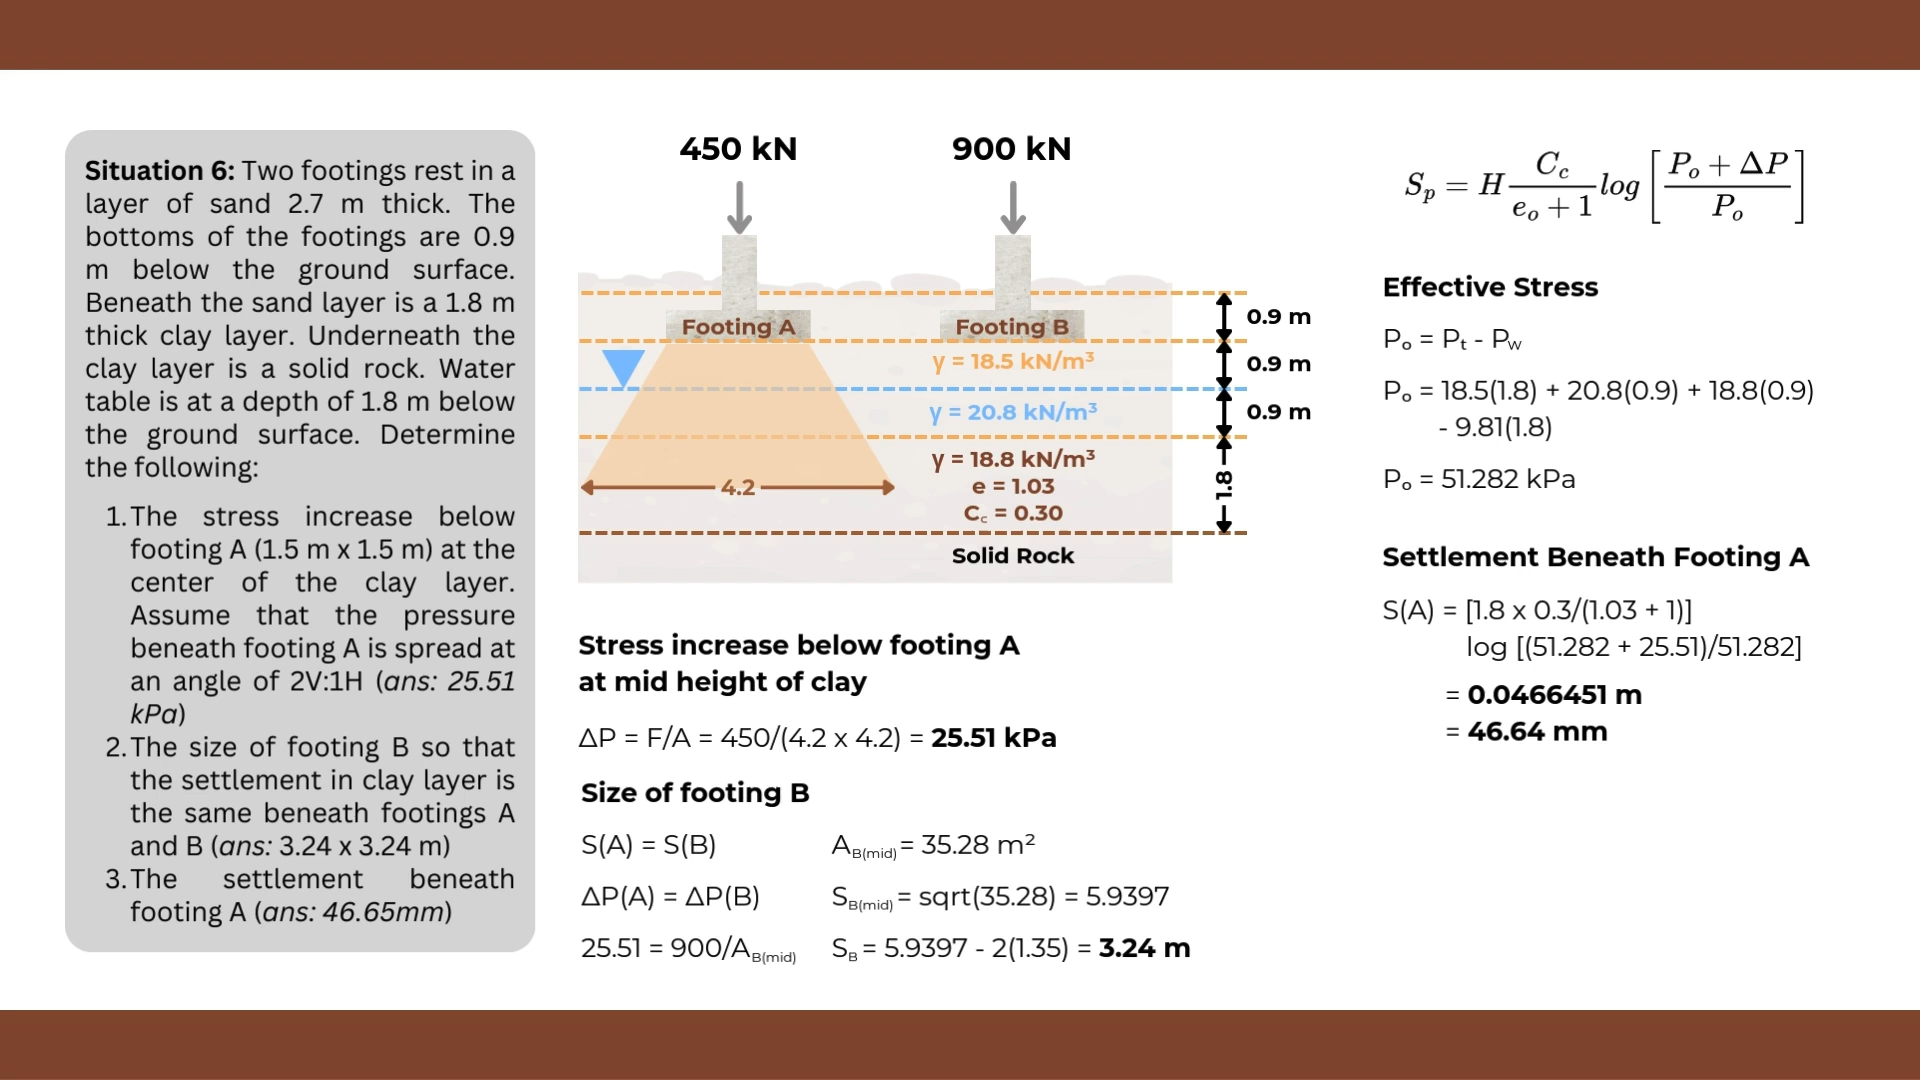 Situation 6: Two footings rest in a
layer of sand 2.7 m thick. The
bottoms of the footings are 0.9
m below the ground surface.
Beneath the sand layer is a 1.8 m
thick clay layer. Underneath the
clay layer is a solid rock. Water
table is at a depth of 1.8 m below
the ground surface. Determine
the following:
1. The stress increase below
footing A (1.5 m x 1.5 m) at the
center of the clay layer.
Assume that the pressure
beneath footing A is spread at
an angle of 2V:1H (ans: 25.51
kPa)
2. The size of footing B so that
the settlement in clay layer is
the same beneath footings A
and B (ans: 3.24 x 3.24 m)
3. The settlement beneath
footing A (ans: 46.65mm)
450 kN
900 kN
Footing A
Footing B
γ = 18.5 kN/m³
γ = 20.8 kN/m³
γ = 18.8 kN/m³
e = 1.03
C꜀ = 0.30
4.2
Solid Rock
0.9 m
0.9 m
0.9 m
1.8
Stress increase below footing A
at mid height of clay
ΔP = F/A = 450/(4.2 x 4.2) = 25.51 kPa
Size of footing B
S(A) = S(B)
ΔP(A) = ΔP(B)
25.51 = 900/A_B(mid)
A_B(mid) = 35.28 m²
S_B(mid) = sqrt(35.28) = 5.9397
S_B = 5.9397 - 2(1.35) = 3.24 m
S_p = H C_c/(e_o + 1) log [(P_o + ΔP)/P_o]
Effective Stress
Pₒ = Pₜ - P_w
Pₒ = 18.5(1.8) + 20.8(0.9) + 18.8(0.9)
- 9.81(1.8)
Pₒ = 51.282 kPa
Settlement Beneath Footing A
S(A) = [1.8 x 0.3/(1.03 + 1)]
log [(51.282 + 25.51)/51.282]
= 0.0466451 m
= 46.64 mm